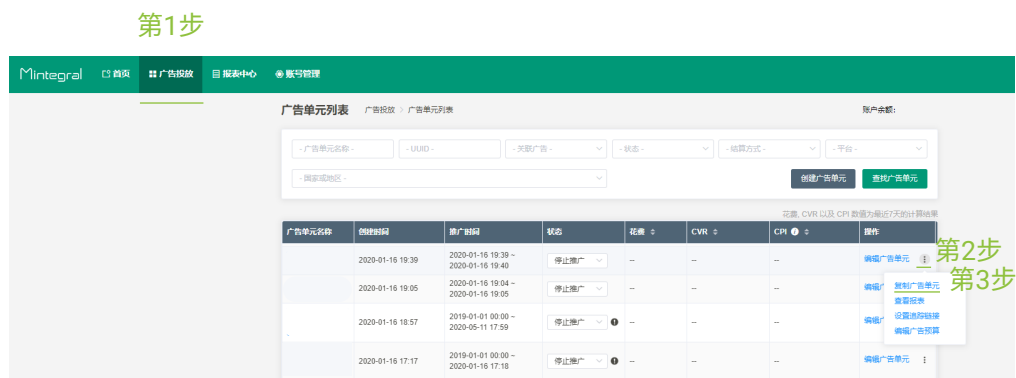 第1步
Mintegral 首页 广告投放 报表中心 账号管理
广告单元列表 广告投放 > 广告单元列表 账户余额:
- 广告单元名称 - - UUID - - 关联广告 - - 状态 - - 结算方式 - - 平台 -
- 国家或地区 - 创建广告单元 查找广告单元
花费, CVR 以及 CPI 数值为最近7天的计算结果
广告单元名称 创建时间 推广时间 状态 花费 CVR CPI 操作
2020-01-16 19:39 2020-01-16 19:39 ~ 停止推广 -- -- -- 编辑广告单元 第2步
2020-01-16 19:40
2020-01-16 19:05 2020-01-16 19:04 ~ 停止推广 -- -- -- 编辑广 复制广告单元 第3步
2020-01-16 19:05
查看报表
2020-01-16 18:57 2019-01-01 00:00 ~ 停止推广 -- -- -- 编辑广 设置追踪链接
2020-05-11 17:59
编辑广告预算
2020-01-16 17:17 2019-01-01 00:00 ~ 停止推广 -- -- -- 编辑广告单元
2020-01-16 17:18